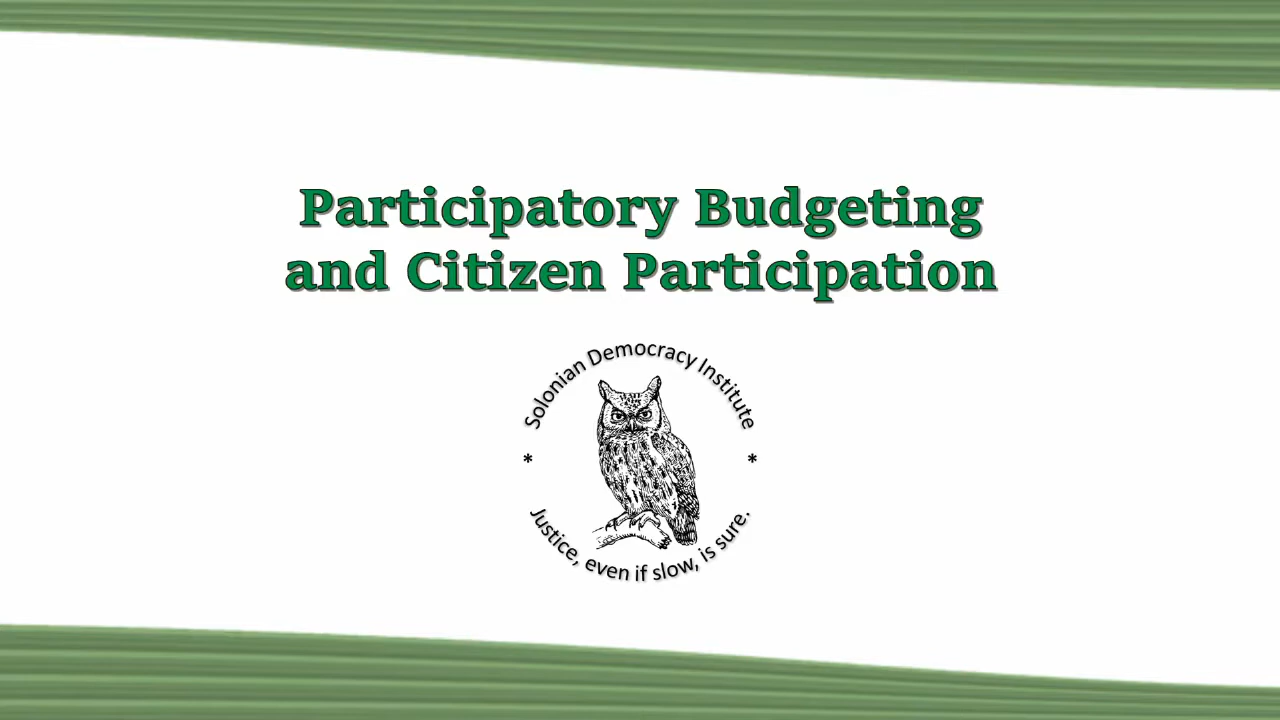 Participatory Budgeting
and Citizen Participation
Solonian Democracy Institute
* *
Justice, even if slow, is sure.